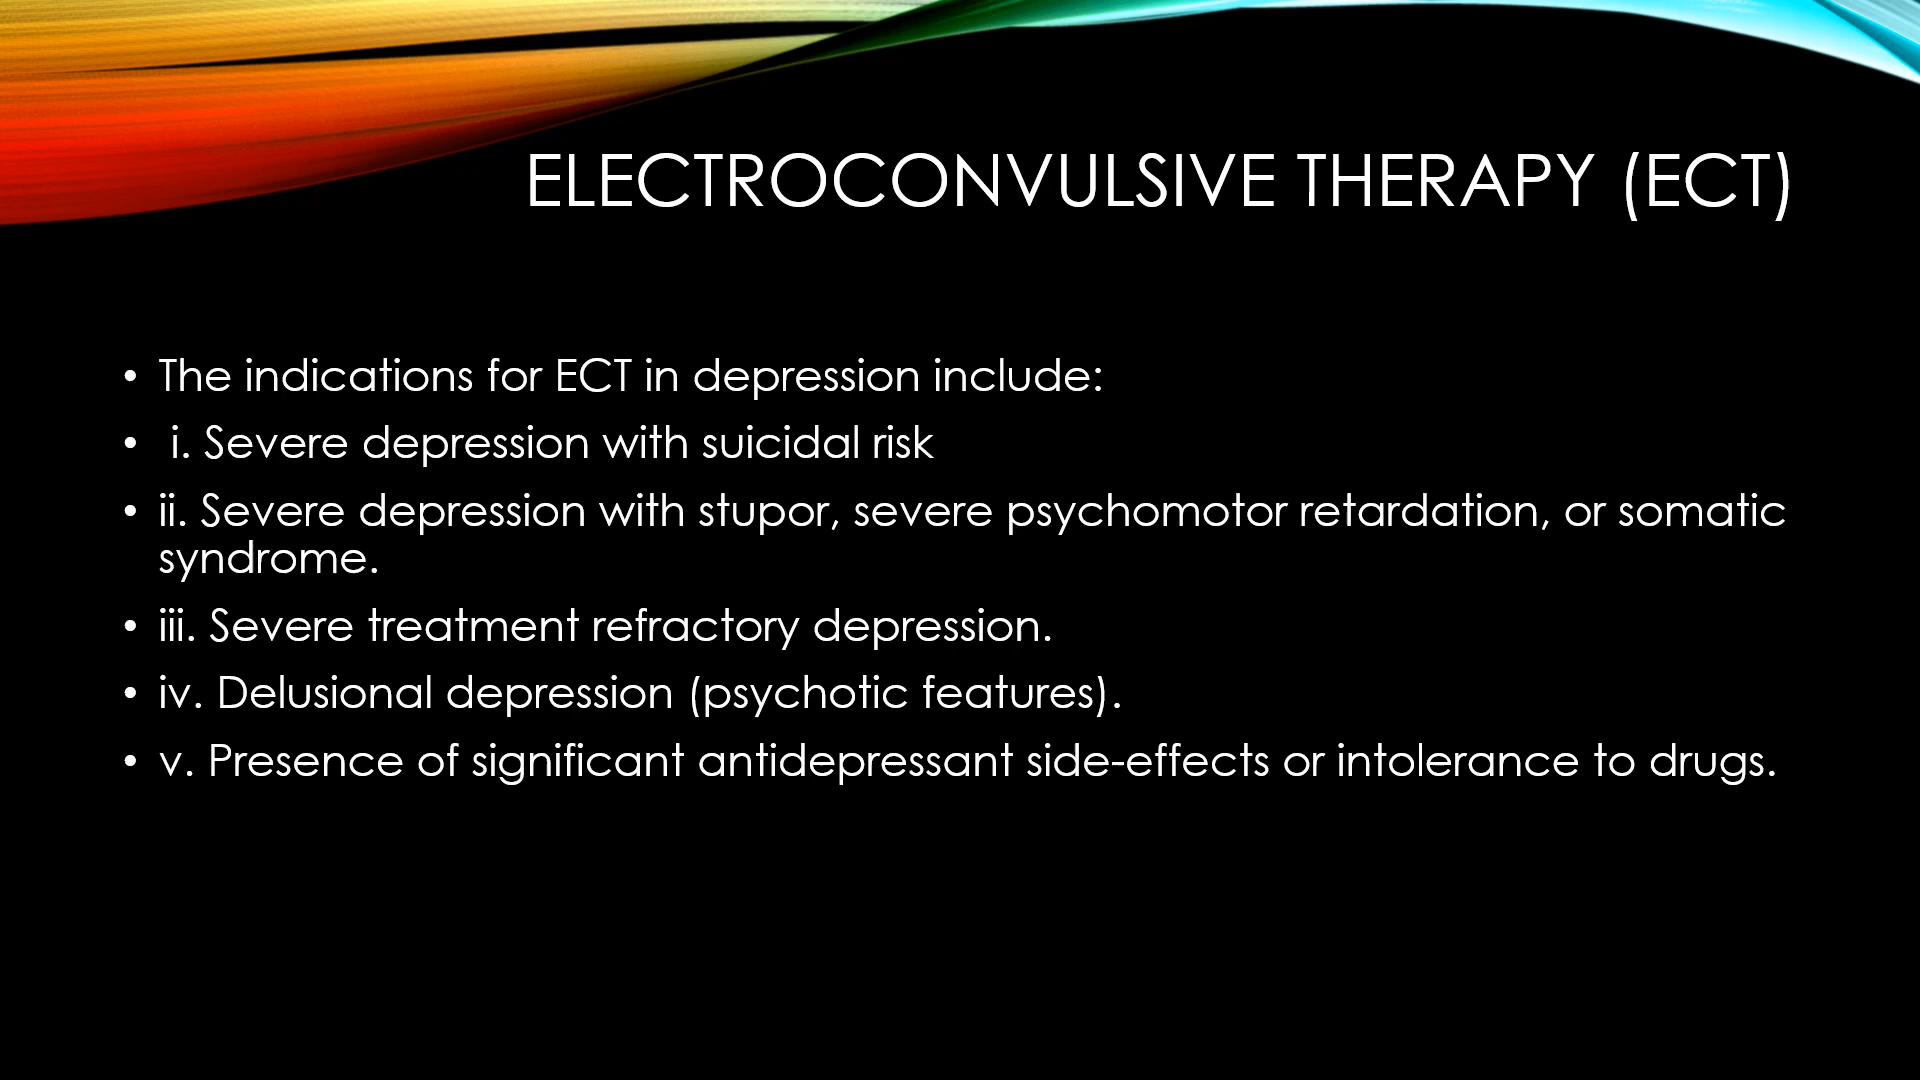 ELECTROCONVULSIVE THERAPY (ECT)
• The indications for ECT in depression include:
• i. Severe depression with suicidal risk
• ii. Severe depression with stupor, severe psychomotor retardation, or somatic
syndrome.
• iii. Severe treatment refractory depression.
• iv. Delusional depression (psychotic features).
• v. Presence of significant antidepressant side-effects or intolerance to drugs.